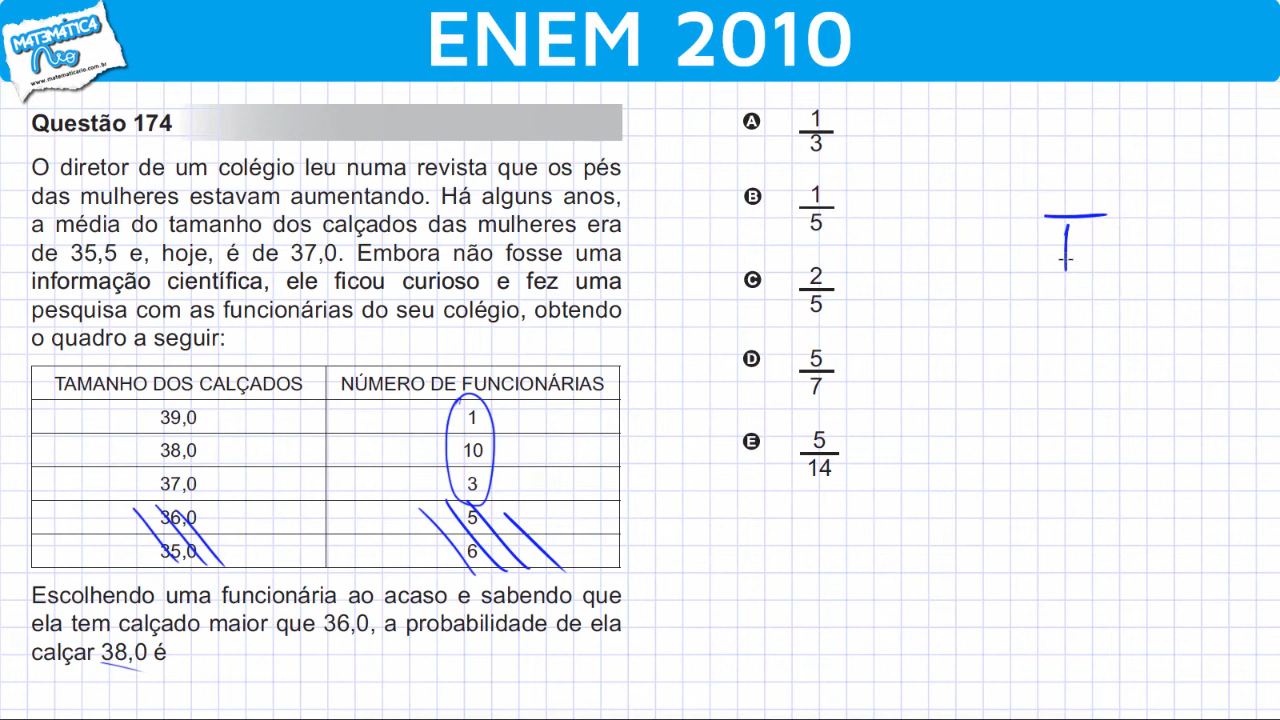 MATEMÁTICA
Rio
www.matematicario.com.br
ENEM 2010
Questão 174
O diretor de um colégio leu numa revista que os pés
das mulheres estavam aumentando. Há alguns anos,
a média do tamanho dos calçados das mulheres era
de 35,5 e, hoje, é de 37,0. Embora não fosse uma
informação científica, ele ficou curioso e fez uma
pesquisa com as funcionárias do seu colégio, obtendo
o quadro a seguir:
TAMANHO DOS CALÇADOS NÚMERO DE FUNCIONÁRIAS
39,0 1
38,0 10
37,0 3
36,0 5
35,0 6
Escolhendo uma funcionária ao acaso e sabendo que
ela tem calçado maior que 36,0, a probabilidade de ela
calçar 38,0 é
A 1
3
B 1
5
C 2
5
D 5
7
E 5
14